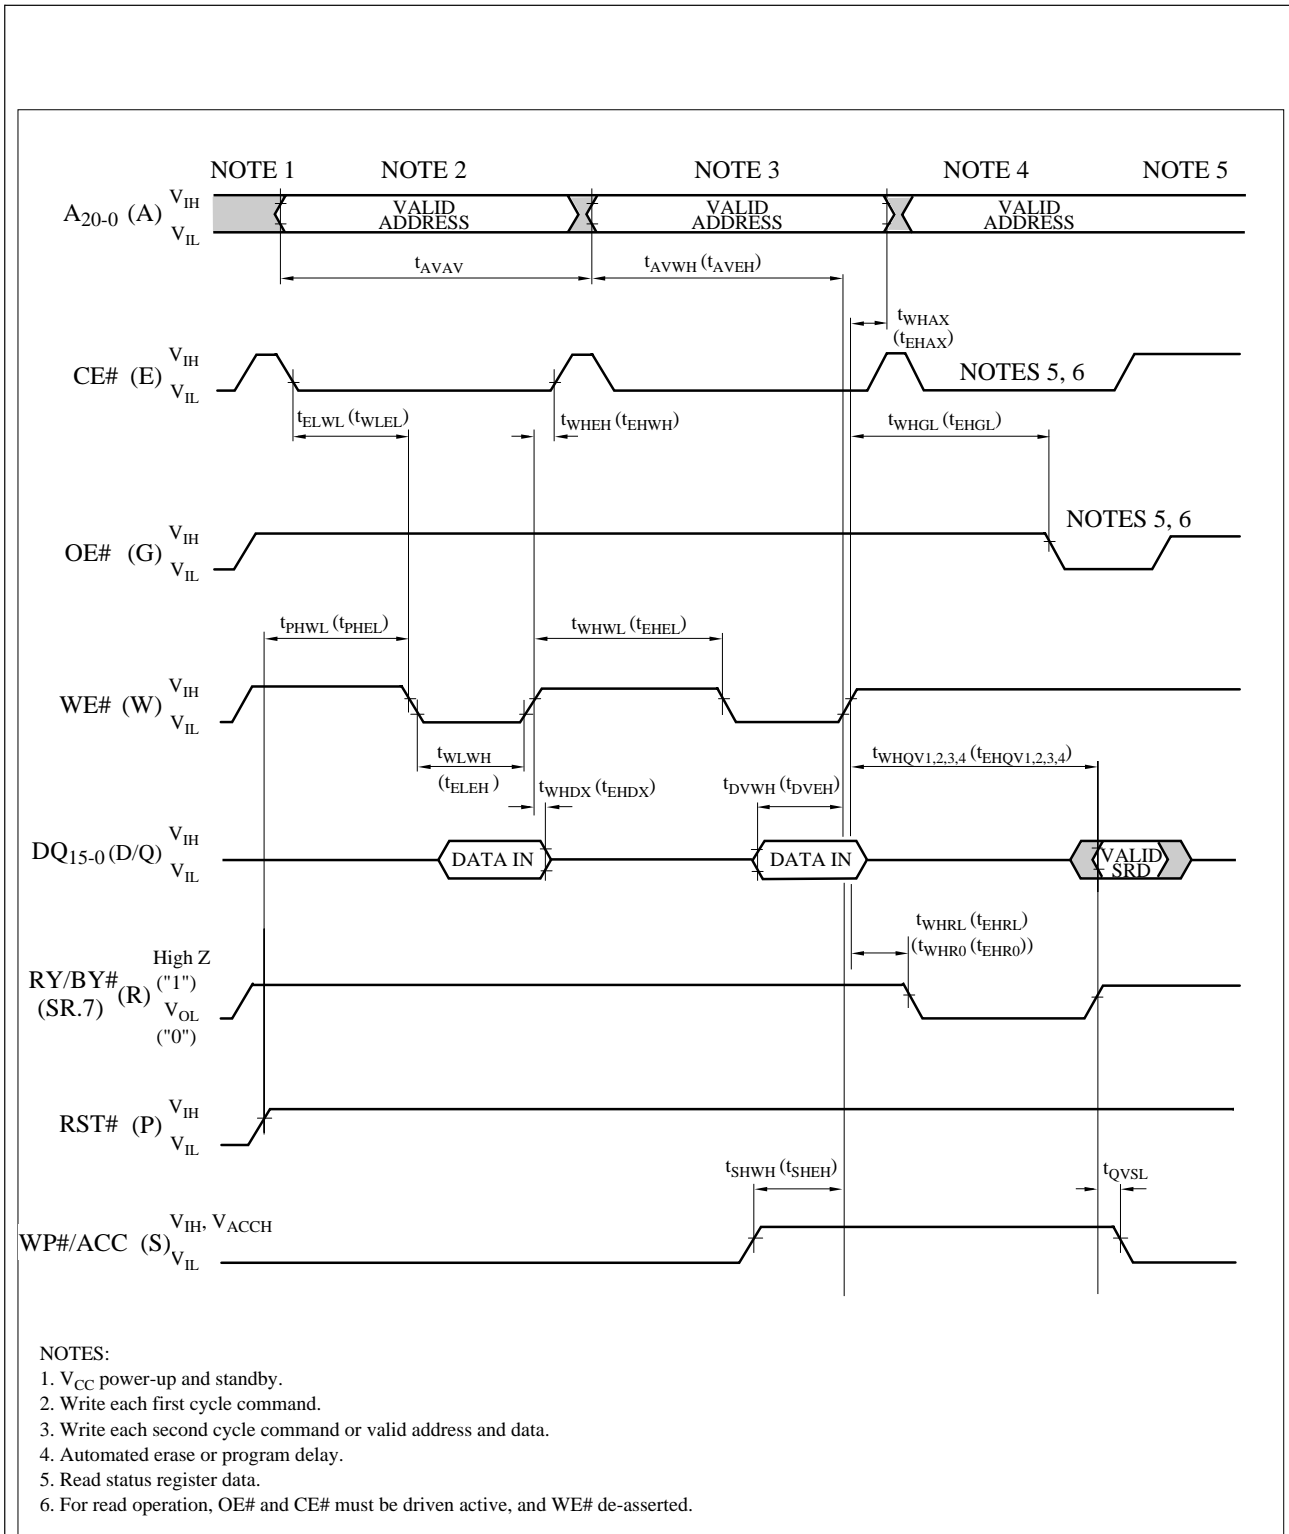 NOTE 1 NOTE 2 NOTE 3 NOTE 4 NOTE 5
A20-0 (A) VIH VIL
VALID ADDRESS VALID ADDRESS VALID ADDRESS
tAVAV tAVWH (tAVEH)
tWHAX
(tEHAX)
CE# (E) VIH VIL
NOTES 5, 6
tELWL (tWLEL) tWHEH (tEHWH) tWHGL (tEHGL)
OE# (G) VIH VIL
NOTES 5, 6
tPHWL (tPHEL) tWHWL (tEHEL)
WE# (W) VIH VIL
tWLWH
(tELEH)
tWHDX (tEHDX) tDVWH (tDVEH) tWHQV1,2,3,4 (tEHQV1,2,3,4)
DQ15-0 (D/Q) VIH VIL
DATA IN DATA IN VALID SRD
tWHRL (tEHRL)
(tWHR0 (tEHR0))
RY/BY# (SR.7) (R)
High Z
("1")
VOL
("0")
RST# (P) VIH VIL
tSHWH (tSHEH) tQVSL
WP#/ACC (S) VIH, VACCH VIL
NOTES:
1. VCC power-up and standby.
2. Write each first cycle command.
3. Write each second cycle command or valid address and data.
4. Automated erase or program delay.
5. Read status register data.
6. For read operation, OE# and CE# must be driven active, and WE# de-asserted.